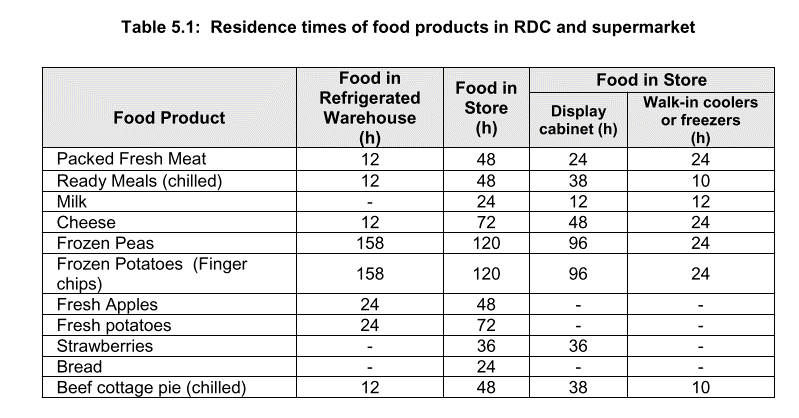 Table 5.1: Residence times of food products in RDC and supermarket
Food Product
Food in
Refrigerated
Warehouse
(h)
Food in
Store
(h)
Food in Store
Display
cabinet (h)
Walk-in coolers
or freezers
(h)
Packed Fresh Meat 12 48 24 24
Ready Meals (chilled) 12 48 38 10
Milk - 24 12 12
Cheese 12 72 48 24
Frozen Peas 158 120 96 24
Frozen Potatoes (Finger
chips) 158 120 96 24
Fresh Apples 24 48 - -
Fresh potatoes 24 72 - -
Strawberries - 36 36 -
Bread - 24 - -
Beef cottage pie (chilled) 12 48 38 10